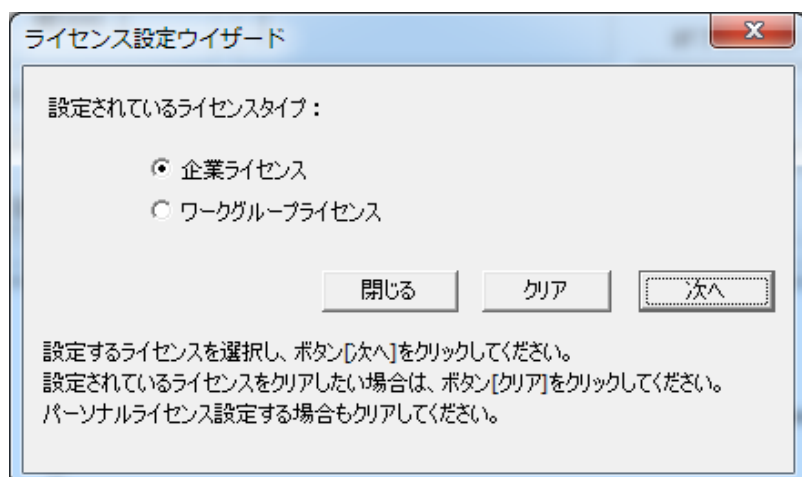 ライセンス設定ウイザード
設定されているライセンスタイプ：
企業ライセンス
ワークグループライセンス
閉じる クリア 次へ
設定するライセンスを選択し、ボタン[次へ]をクリックしてください。
設定されているライセンスをクリアしたい場合は、ボタン[クリア]をクリックしてください。
パーソナルライセンス設定する場合もクリアしてください。